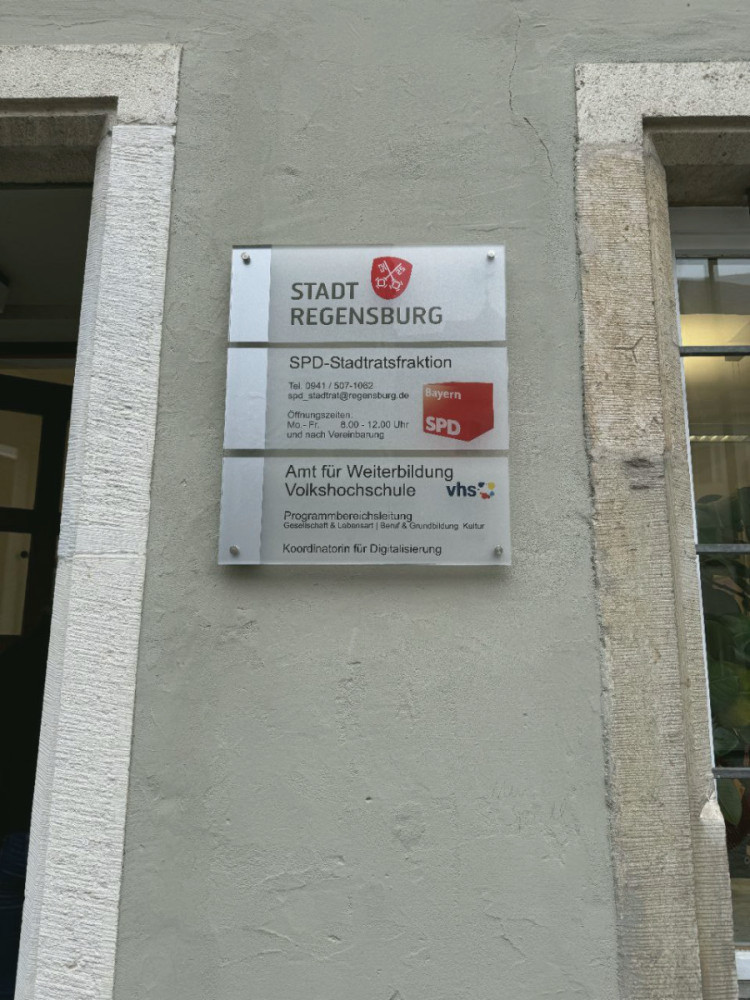 STADT
REGENSBURG
SPD-Stadtratsfraktion
Tel. 0941 / 507-1062
spd_stadtrat@regensburg.de
Öffnungszeiten:
Mo.- Fr. 8.00 - 12.00 Uhr
und nach Vereinbarung
Bayern
SPD
Amt für Weiterbildung
Volkshochschule
vhs
Programmbereichsleitung
Gesellschaft & Lebensart | Beruf & Grundbildung, Kultur
Koordinatorin für Digitalisierung